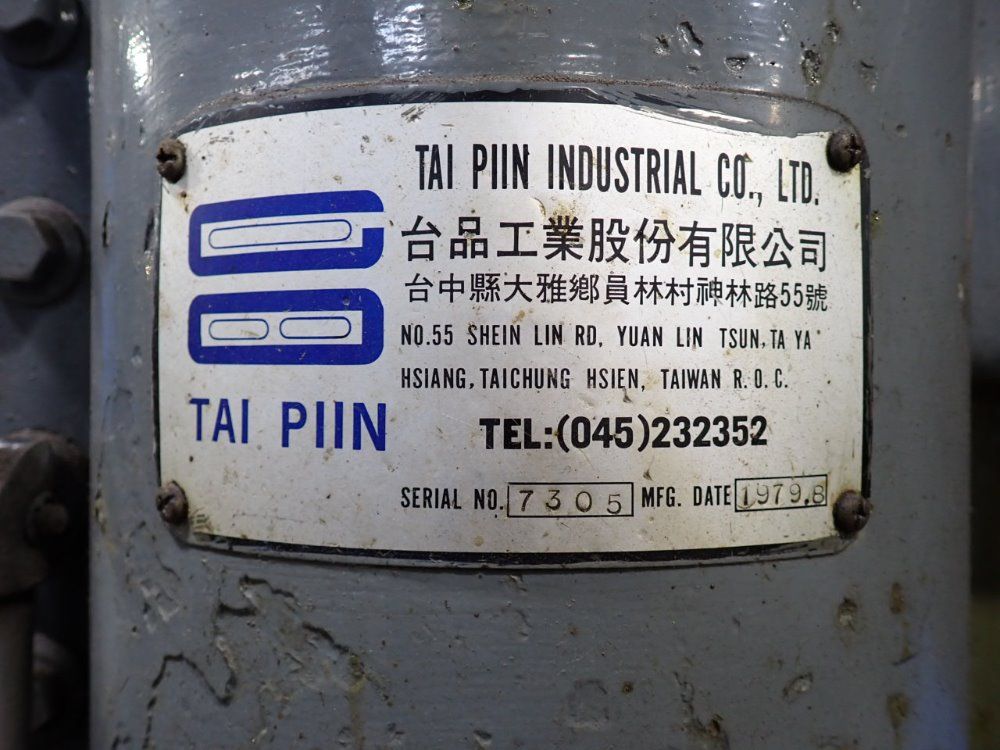 TAI PIIN INDUSTRIAL CO., LTD.
台品工業股份有限公司
台中縣大雅鄉員林村神林路55號
NO.55 SHEIN LIN RD, YUAN LIN TSUN, TA YA
HSIANG, TAICHUNG HSIEN, TAIWAN R.O.C.
TAI PIIN
TEL:(045)232352
SERIAL NO. 7305 MFG. DATE 1979.8